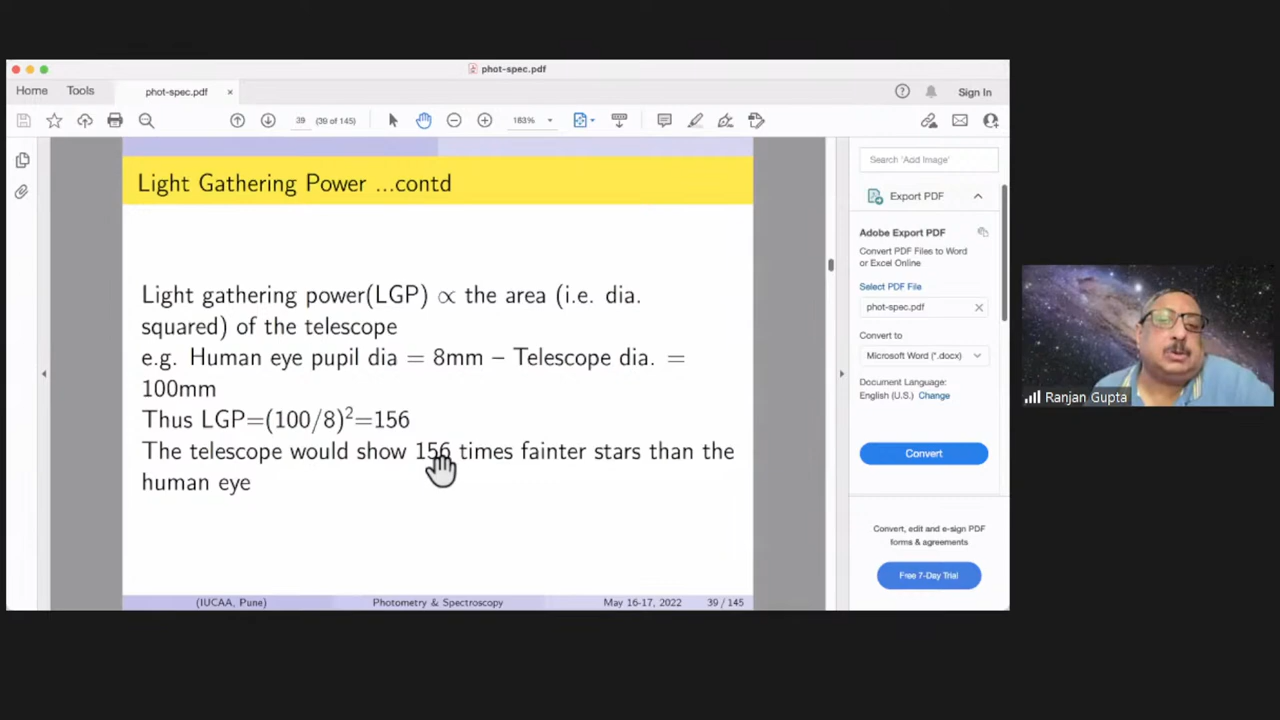 phot-spec.pdf
Home
Tools
phot-spec.pdf
×
Sign In
39
(39 of 145)
183%
Light Gathering Power ...contd
Light gathering power(LGP) ∝ the area (i.e. dia.
squared) of the telescope
e.g. Human eye pupil dia = 8mm – Telescope dia. =
100mm
Thus LGP=(100/8)²=156
The telescope would show 156 times fainter stars than the
human eye
(IUCAA, Pune)
Photometry & Spectroscopy
May 16-17, 2022
39 / 145
Search 'Add Image'
Export PDF
Adobe Export PDF
Convert PDF Files to Word
or Excel Online
Select PDF File
phot-spec.pdf
Convert to
Microsoft Word (*.docx)
Document Language:
English (U.S.) Change
Convert
Convert, edit and e-sign PDF
forms & agreements
Free 7-Day Trial
Ranjan Gupta